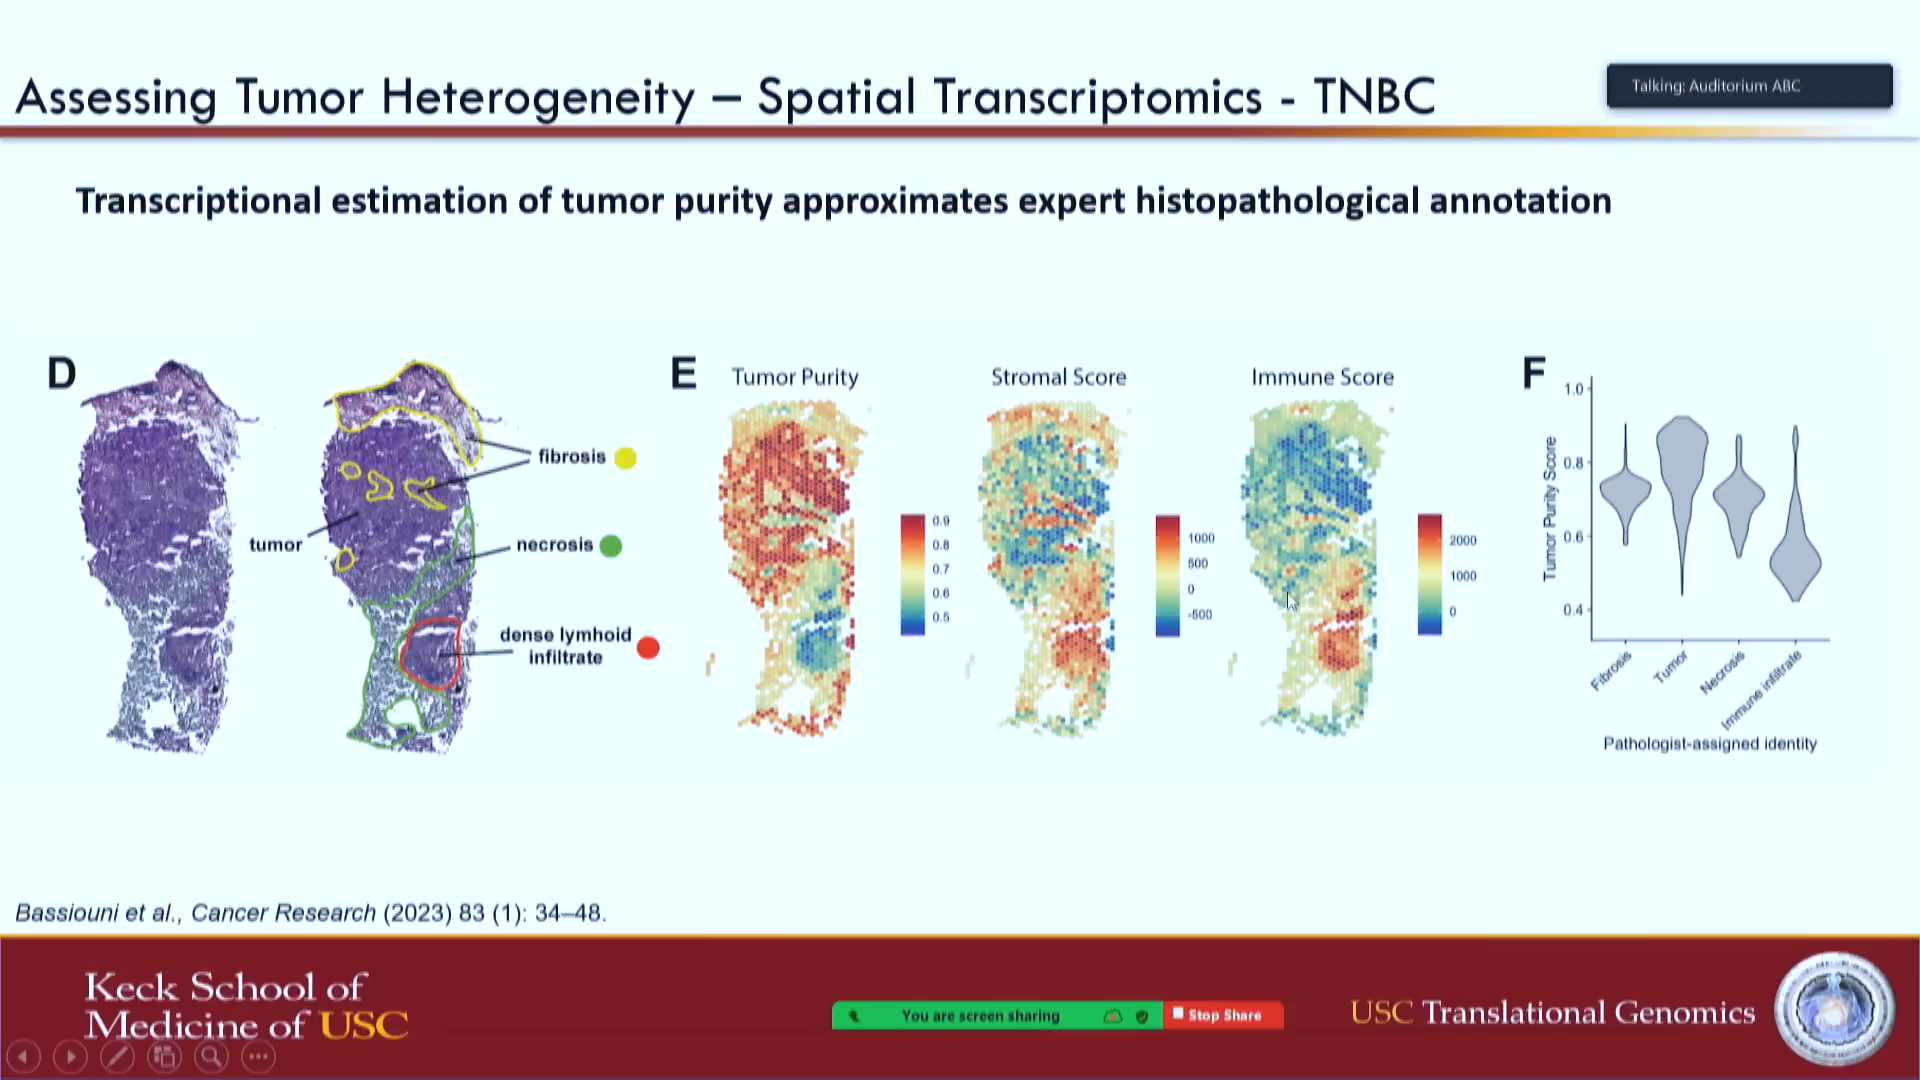 Assessing Tumor Heterogeneity – Spatial Transcriptomics - TNBC
Talking: Auditorium ABC
Transcriptional estimation of tumor purity approximates expert histopathological annotation
D
fibrosis
tumor
necrosis
dense lymhoid
infiltrate
E
Tumor Purity
Stromal Score
Immune Score
0.9
0.8
0.7
0.6
0.5
1000
500
0
-500
2000
1000
0
F
1.0
0.8
0.6
0.4
Tumor Purity Score
Fibrosis
Tumor
Necrosis
Immune infiltrate
Pathologist-assigned identity
Bassiouni et al., Cancer Research (2023) 83 (1): 34–48.
Keck School of
Medicine of USC
You are screen sharing
Stop Share
USC Translational Genomics